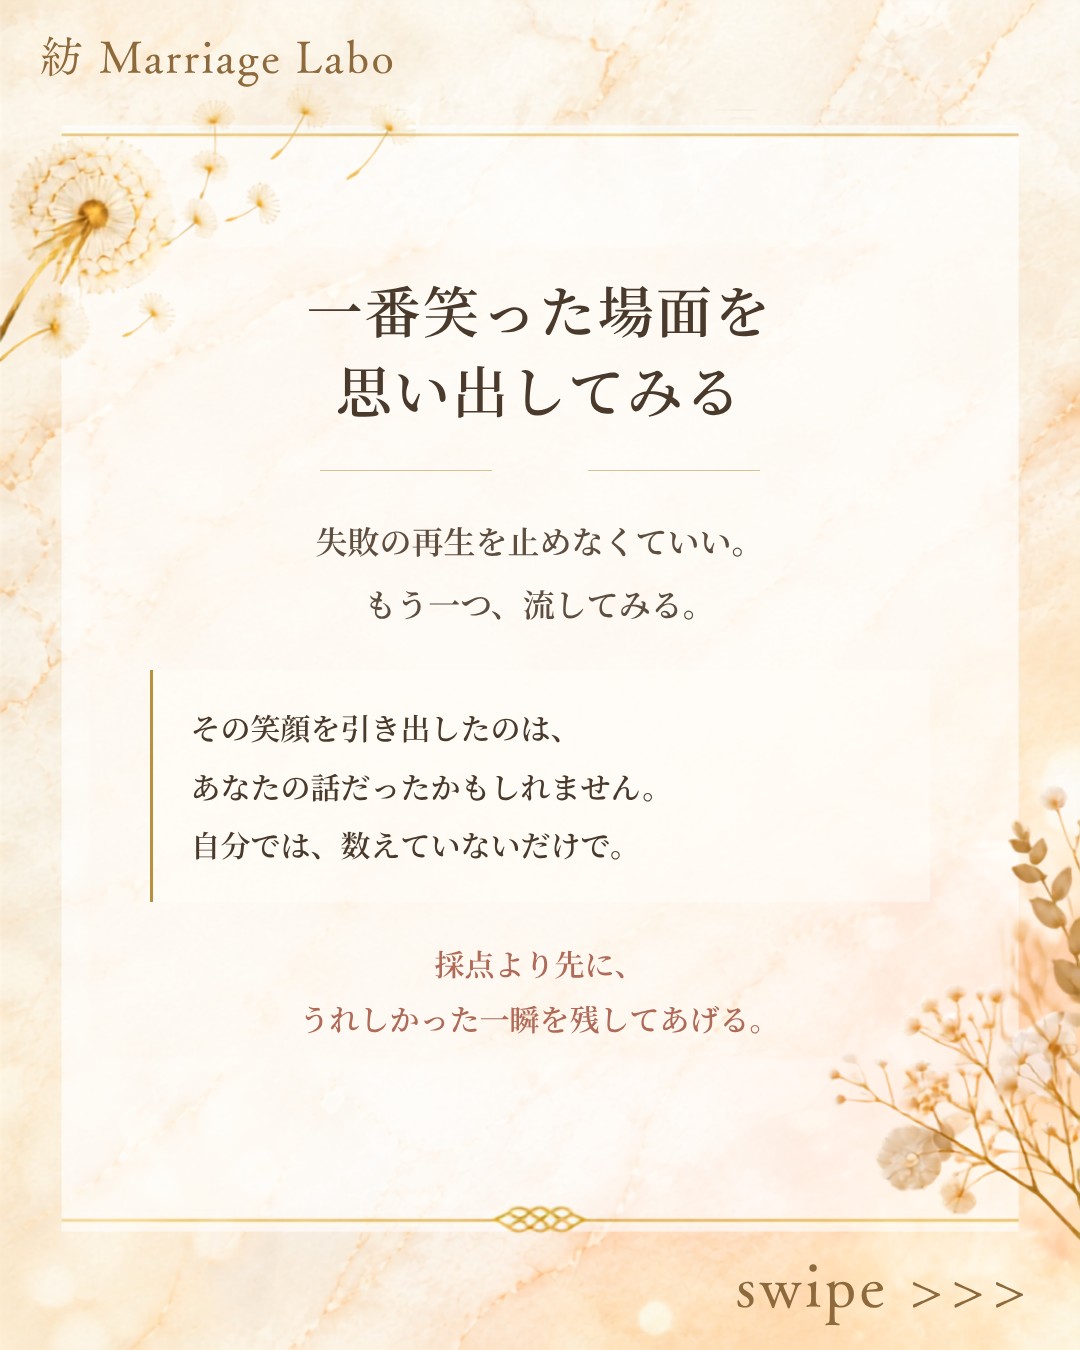 紡 Marriage Labo
一番笑った場面を
思い出してみる
失敗の再生を止めなくていい。
もう一つ、流してみる。
その笑顔を引き出したのは、
あなたの話だったかもしれません。
自分では、数えていないだけで。
採点より先に、
うれしかった一瞬を残してあげる。
swipe >>>